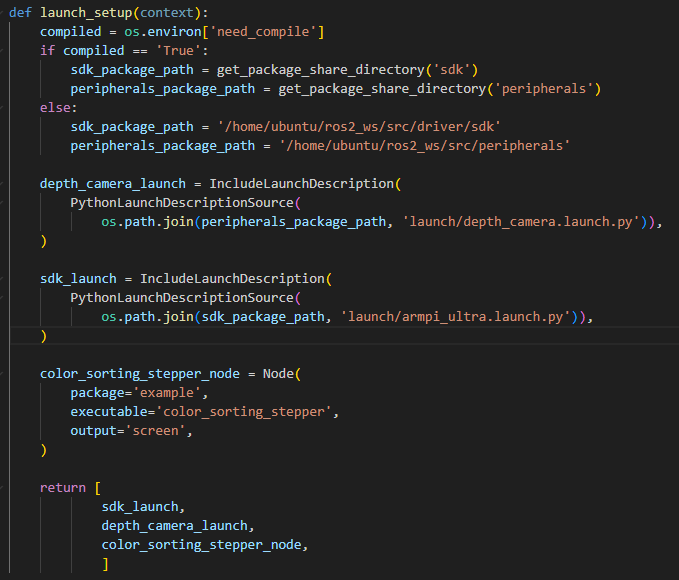 def launch_setup(context):
    compiled = os.environ['need_compile']
    if compiled == 'True':
        sdk_package_path = get_package_share_directory('sdk')
        peripherals_package_path = get_package_share_directory('peripherals')
    else:
        sdk_package_path = '/home/ubuntu/ros2_ws/src/driver/sdk'
        peripherals_package_path = '/home/ubuntu/ros2_ws/src/peripherals'

    depth_camera_launch = IncludeLaunchDescription(
        PythonLaunchDescriptionSource(
            os.path.join(peripherals_package_path, 'launch/depth_camera.launch.py')),
    )

    sdk_launch = IncludeLaunchDescription(
        PythonLaunchDescriptionSource(
            os.path.join(sdk_package_path, 'launch/armpi_ultra.launch.py')),
    )

    color_sorting_stepper_node = Node(
        package='example',
        executable='color_sorting_stepper',
        output='screen',
    )

    return [
            sdk_launch,
            depth_camera_launch,
            color_sorting_stepper_node,
            ]